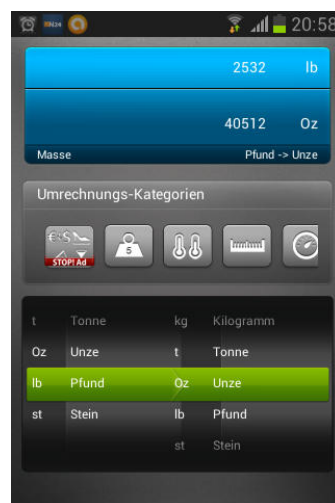 20:58
2532 lb
40512 Oz
Masse Pfund -> Unze
Umrechnungs-Kategorien
€$
STOP! Ad
5
t Tonne kg Kilogramm
Oz Unze t Tonne
lb Pfund Oz Unze
st Stein lb Pfund
st Stein